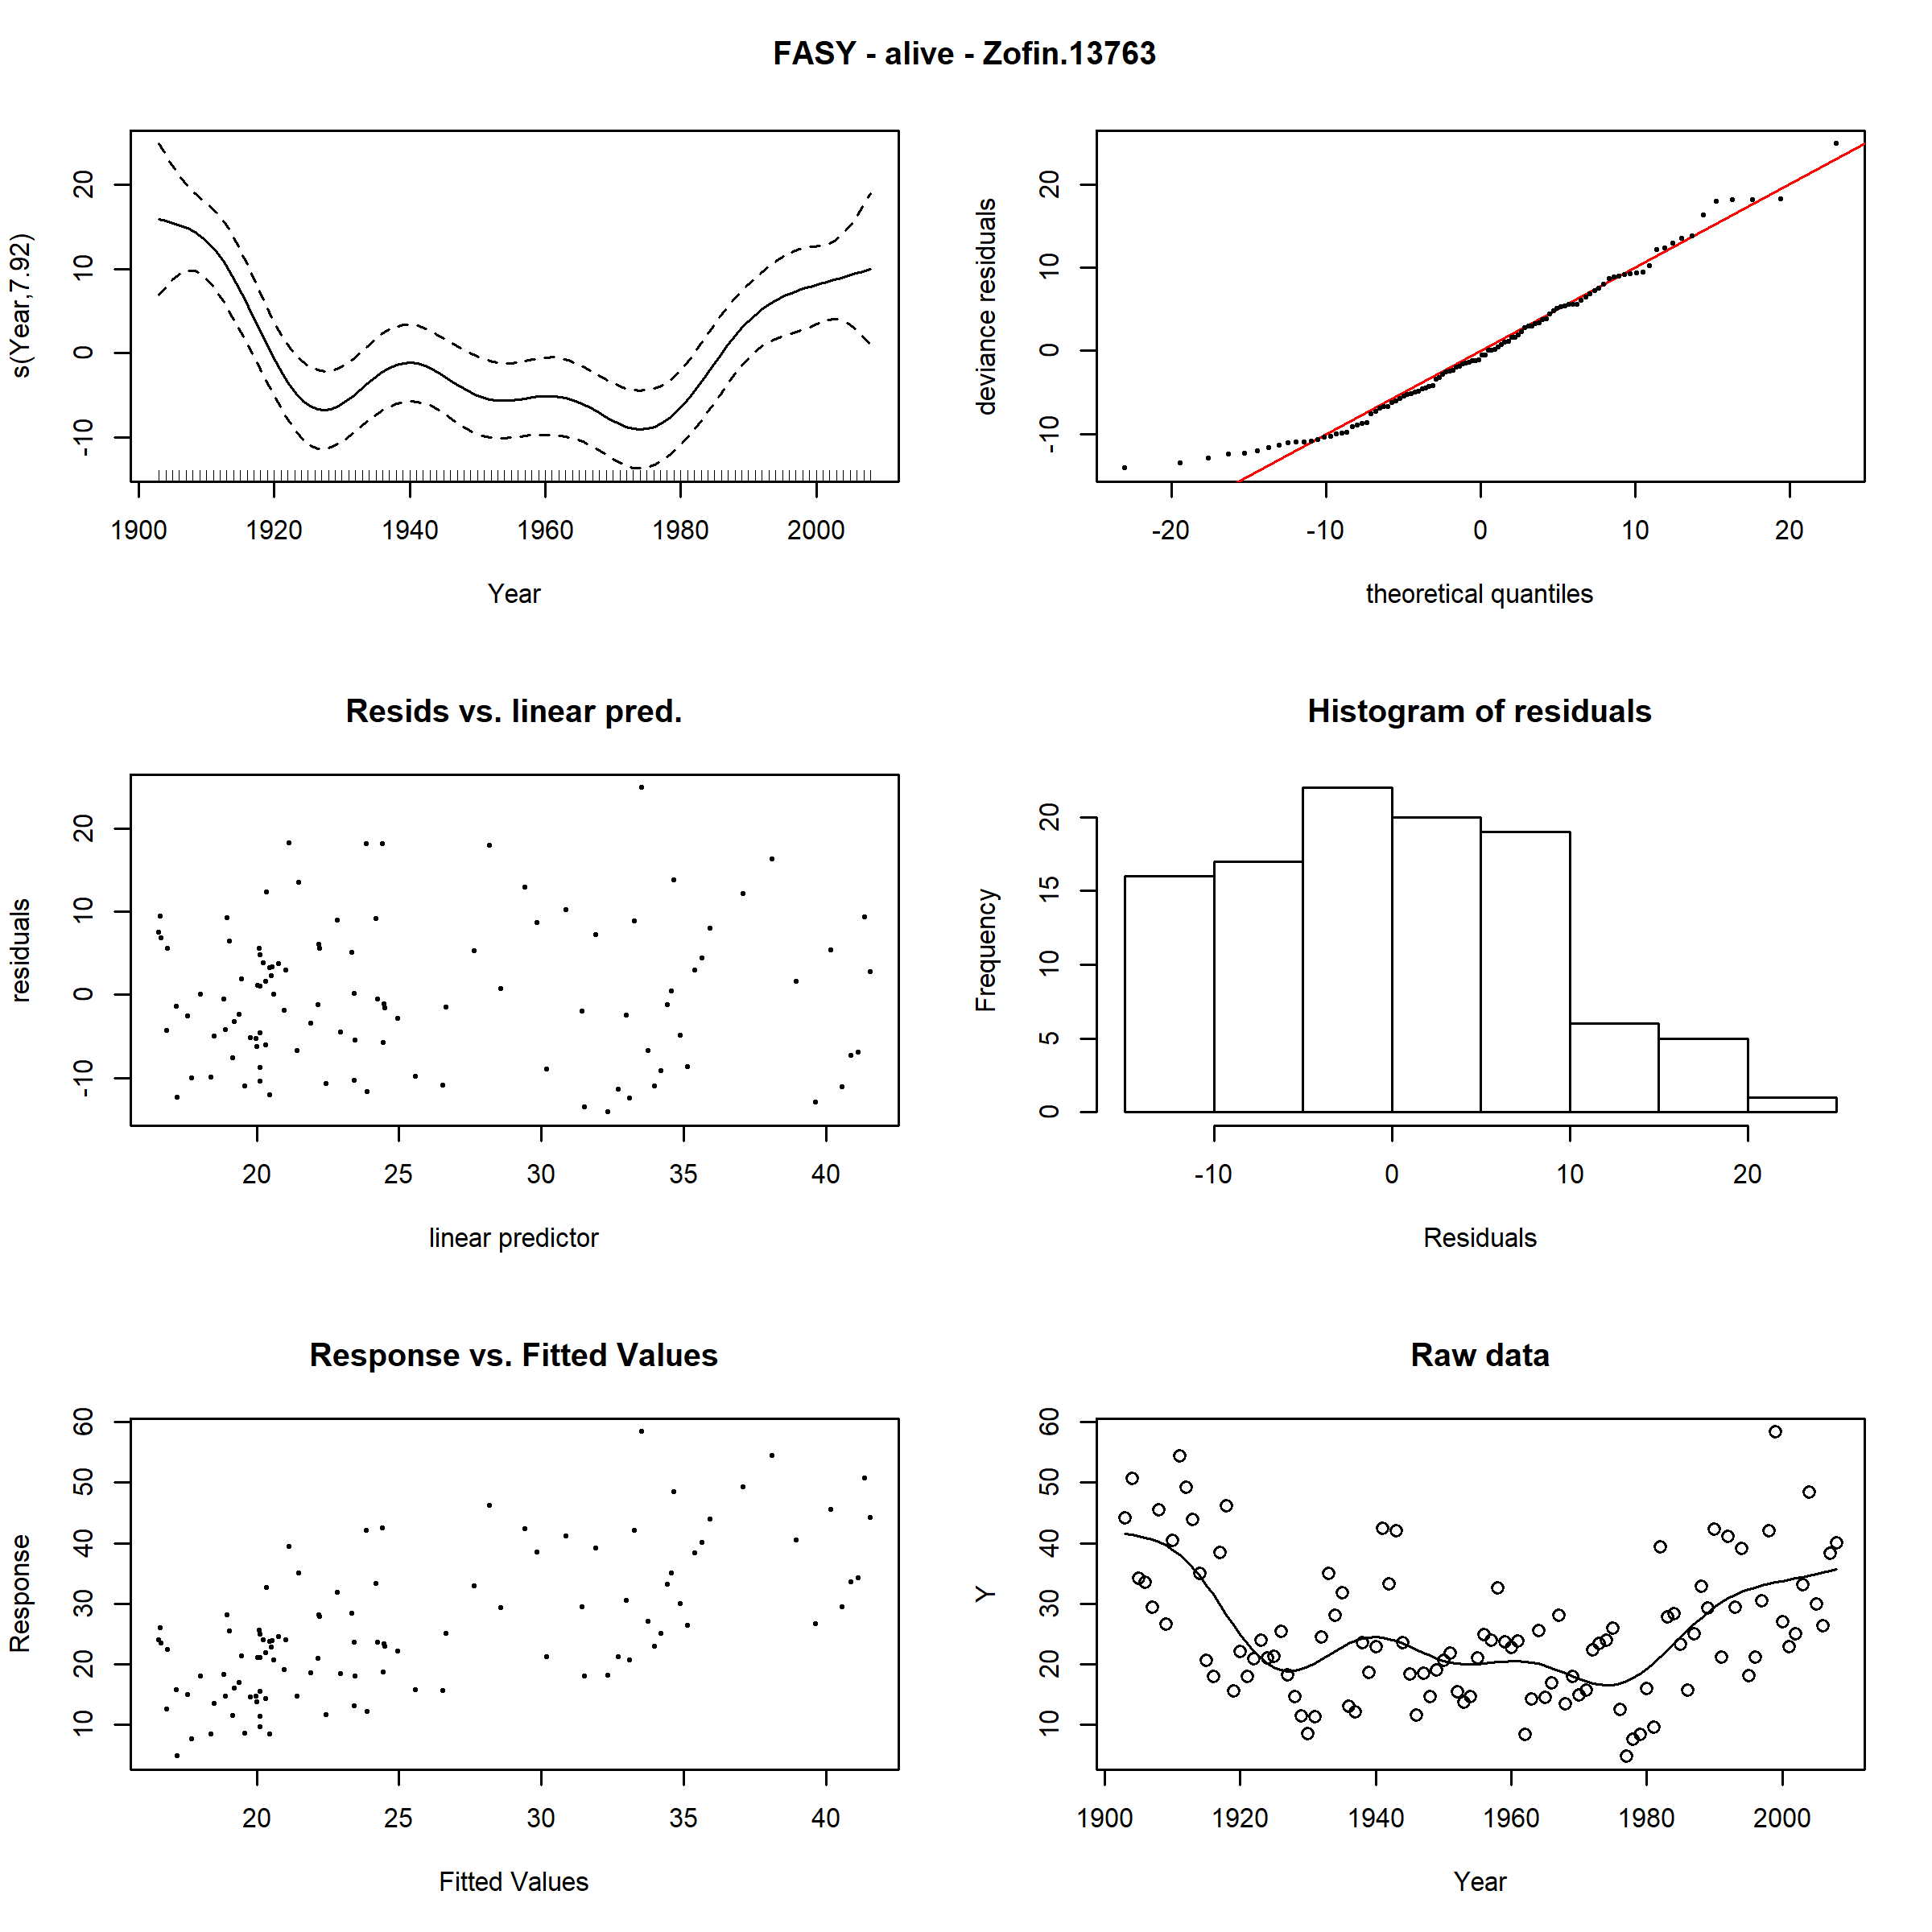 FASY - alive - Zofin.13763
s(Year,7.92)
20
10
0
-10
1900 1920 1940 1960 1980 2000
Year
deviance residuals
20
10
0
-10
-20 -10 0 10 20
theoretical quantiles
Resids vs. linear pred.
residuals
20
10
0
-10
20 25 30 35 40
linear predictor
Histogram of residuals
Frequency
20
15
10
5
0
-10 0 10 20
Residuals
Response vs. Fitted Values
Response
60
50
40
30
20
10
20 25 30 35 40
Fitted Values
Raw data
Y
60
50
40
30
20
10
1900 1920 1940 1960 1980 2000
Year